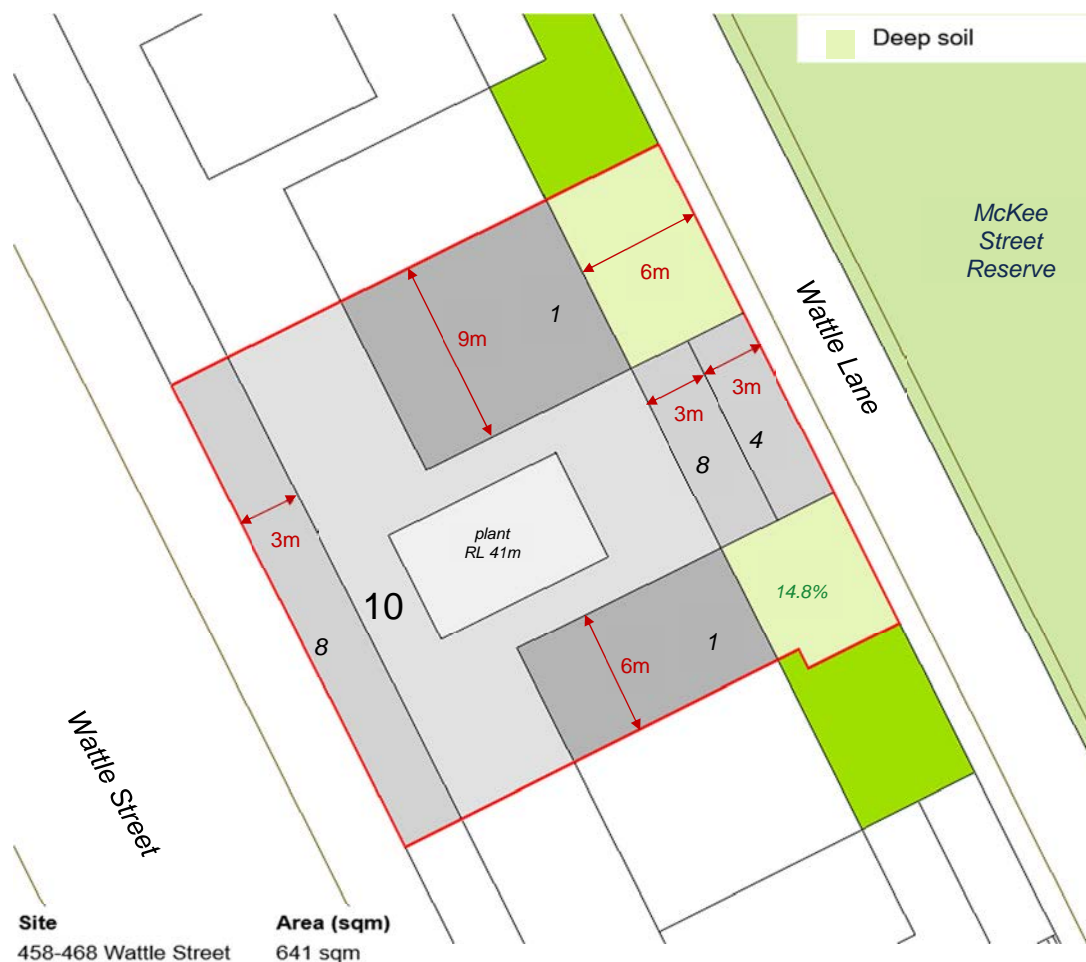 Deep soil
McKee
Street
Reserve
6m
Wattle Lane
1
9m
3m
3m
4
8
plant
RL 41m
3m
14.8%
10
8
1
6m
Wattle Street
Site Area (sqm)
458-468 Wattle Street 641 sqm